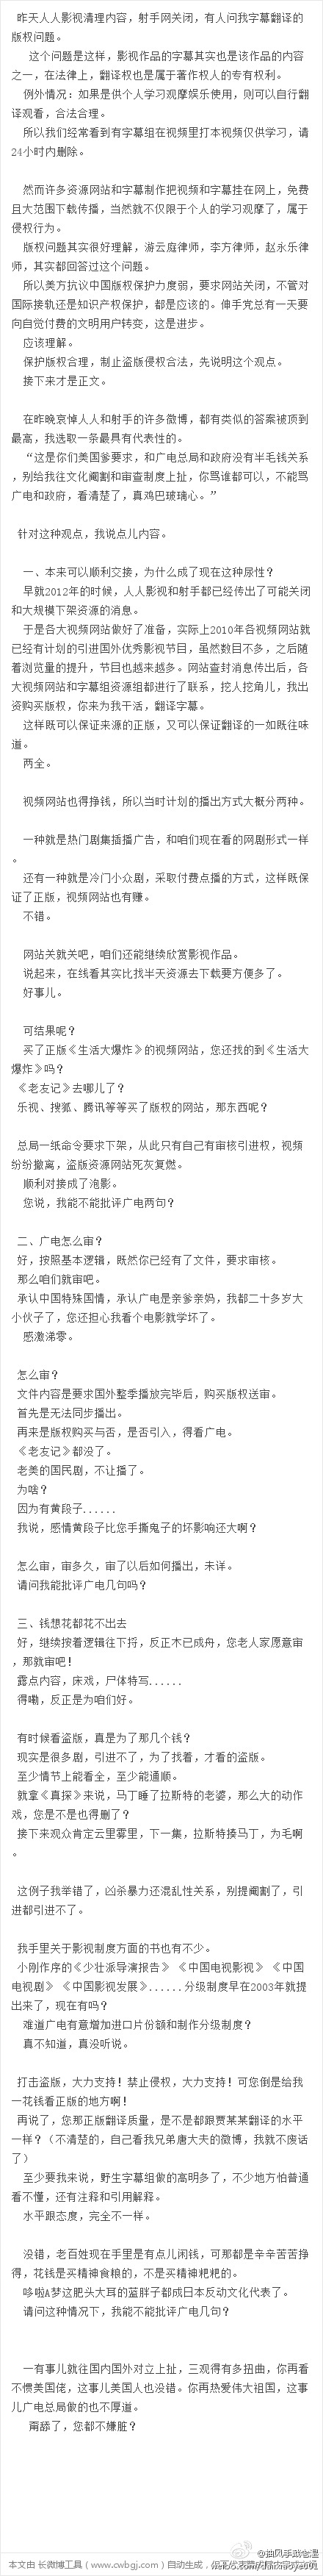 昨天人人影视清理内容，射手网关闭，有人问我字幕翻译的
版权问题。
这个问题是这样，影视作品的字幕其实也是该作品的内容
之一，在法律上，翻译权也是属于著作权人的专有权利。
例外情况：如果是供个人学习观摩娱乐使用，则可以自行翻
译观看，合法合理。
所以我们经常看到有字幕组在视频里打本视频仅供学习，请
24小时内删除。
然而许多资源网站和字幕制作把视频和字幕挂在网上，免费
且大范围下载传播，当然就不仅限于个人的学习观摩了，属于
侵权行为。
版权问题其实很好理解，游云庭律师，李方律师，赵永乐律
师，其实都回答过这个问题。
所以美方抗议中国版权保护力度弱，要求网站关闭，不管对
国际接轨还是知识产权保护，都是应该的。伸手党总有一天要
向自觉付费的文明用户转变，这是进步。
应该理解。
保护版权合理，制止盗版侵权合法，先说明这个观点。
接下来才是正文。
在昨晚哀悼人人和射手的许多微博，都有类似的答案被顶到
最高，我选取一条最具有代表性的。
“这是你们美国爹要求，和广电总局和政府没有半毛钱关系
，别给我往文化阉割和审查制度上扯，你骂谁都可以，不能骂
广电和政府，看清楚了，真鸡巴玻璃心。”
针对这种观点，我说点儿内容。
一、本来可以顺利交接，为什么成了现在这种尿性？
早就2012年的时候，人人影视和射手都已经传出了可能关闭
和大规模下架资源的消息。
于是各大视频网站做好了准备，实际上2010年各视频网站就
已经有计划的引进国外优秀影视节目，虽然数目不多，之后随
着浏览量的提升，节目也越来越多。网站查封消息传出后，各
大视频网站和字幕组资源组都进行了联系，挖人挖角儿，我出
资购买版权，你来为我干活，翻译字幕。
这样既可以保证来源的正版，又可以保证翻译的一如既往味
道。
两全。
视频网站也得挣钱，所以当时计划的播出方式大概分两种。
一种就是热门剧集插播广告，和咱们现在看的网剧形式一样
。
还有一种就是冷门小众剧，采取付费点播的方式，这样既保
证了正版，视频网站也有赚。
不错。
网站关就关吧，咱们还能继续欣赏影视作品。
说起来，在线看其实比找半天资源去下载要方便多了。
好事儿。
可结果呢？
买了正版《生活大爆炸》的视频网站，您还找的到《生活大
爆炸》吗？
《老友记》去哪儿了？
乐视、搜狐、腾讯等等买了版权的网站，那东西呢？
总局一纸命令要求下架，从此只有自己有审核引进权，视频
纷纷撤离，盗版资源网站死灰复燃。
顺利对接成了泡影。
您说，我能不能批评广电两句？
二、广电怎么审？
好，按照基本逻辑，既然你已经有了文件，要求审核。
那么咱们就审吧。
承认中国特殊国情，承认广电是亲爹亲妈，我都二十多岁大
小伙子了，您还担心我看个电影就学坏了。
感激涕零。
怎么审？
文件内容是要求国外整季播放完毕后，购买版权送审。
首先是无法同步播出。
再来是版权购买与否，是否引入，得看广电。
《老友记》都没了。
老美的国民剧，不让播了。
为啥？
因为有黄段子......
我说，感情黄段子比您手撕鬼子的坏影响还大啊？
怎么审，审多久，审了以后如何播出，未详。
请问我能批评广电几句吗？
三、钱想花都花不出去
好，继续按着逻辑往下捋，反正木已成舟，您老人家愿意审
，那就审吧！
露点内容，床戏，尸体特写......
得嘞，反正是为咱们好。
有时候看盗版，真是为了那几个钱？
现实是很多剧，引进不了，为了找看，才看的盗版。
至少情节上能看全，至少能通顺。
就拿《真探》来说，马丁睡了拉斯特的老婆，那么大的动作
戏，您是不是也得删了？
接下来观众肯定云里雾里，下一集，拉斯特揍马丁，为毛啊
。
这例子我举错了，凶杀暴力还混乱性关系，别提阉割了，引
进都引进不了。
我手里关于影视制度方面的书也有不少。
小刚作序的《少壮派导演报告》《中国电视影视》《中国
电视剧》《中国影视发展》......分级制度早在2003年就提
出来了，现在有吗？
难道广电有意增加进口片份额和制作分级制度？
真不知道，真没听说。
打击盗版，大力支持！禁止侵权，大力支持！可您倒是给我
一花钱看正版的地方啊！
再说了，您那正版翻译质量，是不是都跟贾某某翻译的水平
一样？（不清楚的，自己看我兄弟唐大夫的微博，我就不废话
了）
至少要我来说，野生字幕组做的高明多了，不少地方怕普通
看不懂，还有注释和引用解释。
水平跟态度，完全不一样。
没错，老百姓现在手里是有点儿闲钱，可那都是辛辛苦苦挣
得，花钱是买精神食粮的，不是买精神粑粑的。
哆啦A梦这肥头大耳的蓝胖子都成日本反动文化代表了。
请问这种情况下，我能不能批评广电几句？
一有事儿就往国内国外对立上扯，三观得有多扭曲，你再看
不惯美国佬，这事儿美国人也没错。你再热爱伟大祖国，这事
儿广电总局做的也不厚道。
甭舔了，您都不嫌脏？
@抽风手戴老湿
本文由 长微博工具（www.cwbgj.com）自动生成，